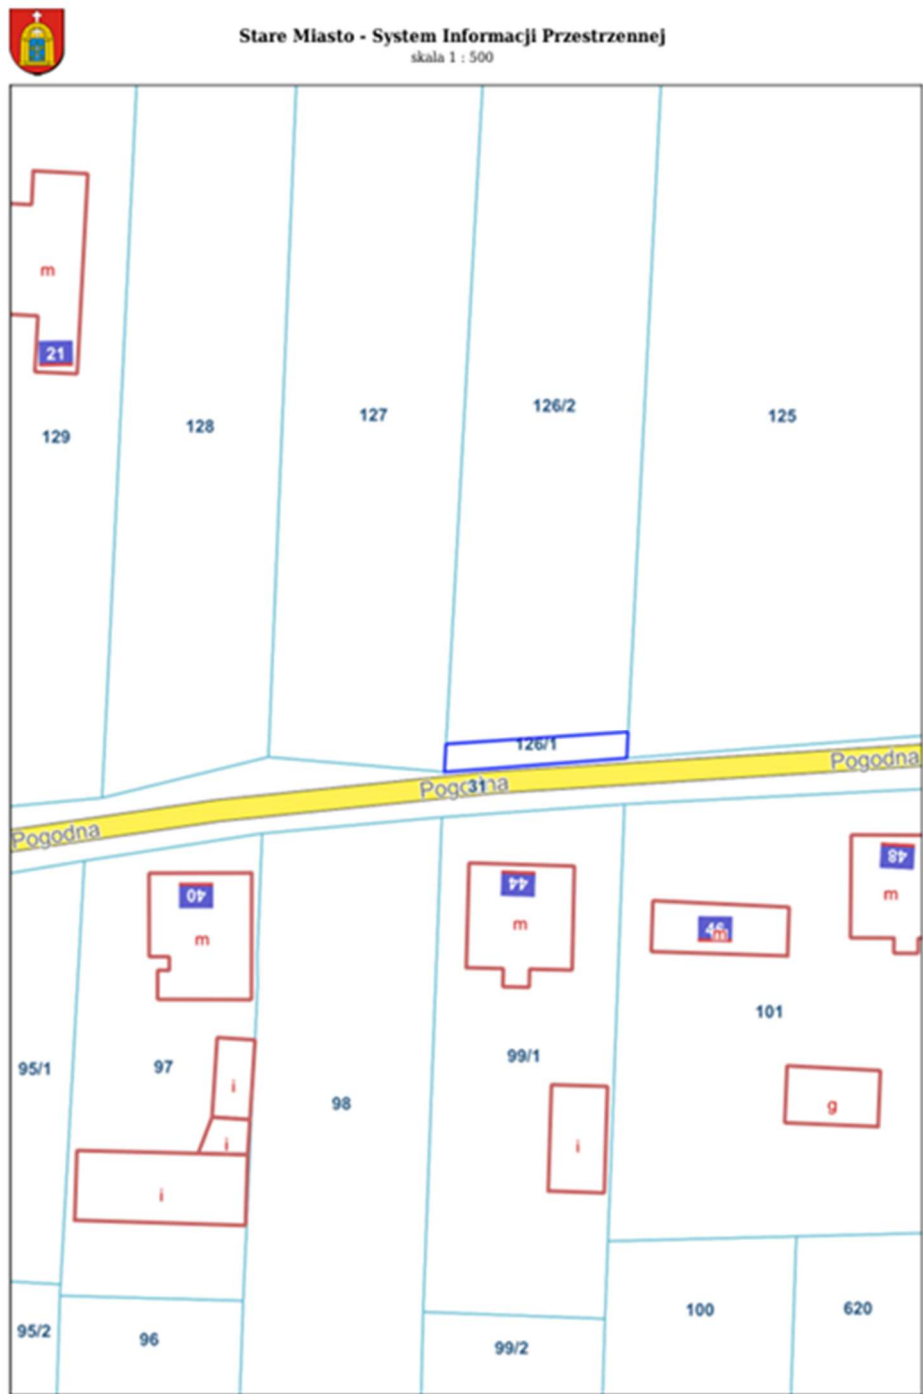 Stare Miasto - System Informacji Przestrzennej
skala 1 : 500
m
21
129
128
127
126/2
125
126/1
Pogodna
31
Pogodna
Pogodna
40
m
44
m
46
m
48
m
101
95/1
97
i
98
99/1
g
i
i
i
95/2
96
99/2
100
620